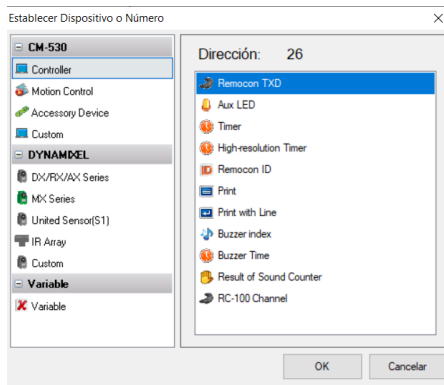 Establecer Dispositivo o Número
CM-530
Controller
Motion Control
Accessory Device
Custom
DYNAMIXEL
DX/RX/AX Series
MX Series
United Sensor(S1)
IR Array
Custom
Variable
Variable
Dirección: 26
Remocon TXD
Aux LED
Timer
High-resolution Timer
Remocon ID
Print
Print with Line
Buzzer index
Buzzer Time
Result of Sound Counter
RC-100 Channel
OK Cancelar